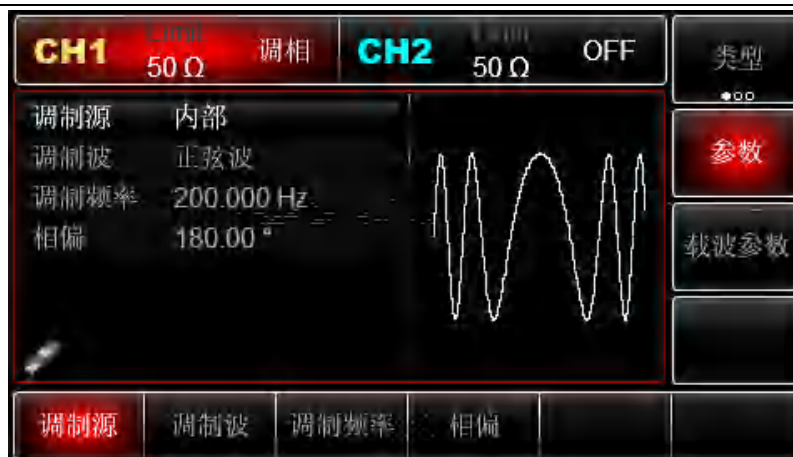 CH1 Limit 50 Ω 调相 CH2 Limit 50 Ω OFF
类型
调制源 内部
调制波 正弦波
调制频率 200.000 Hz
相偏 180.00 °
参数
载波参数
调制源 调制波 调制频率 相偏